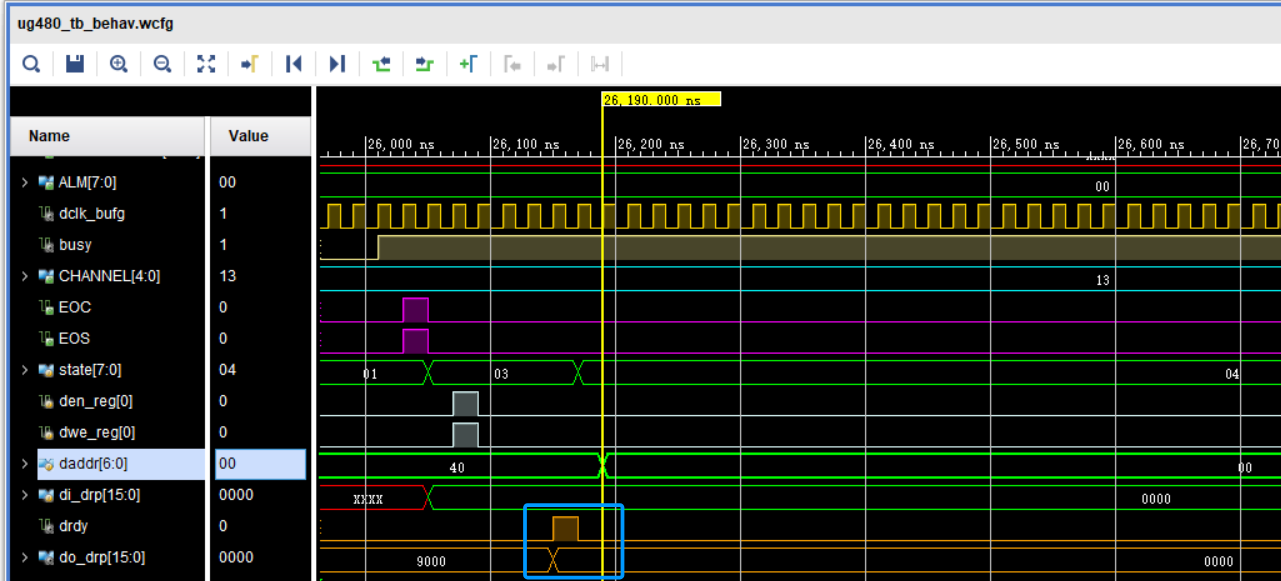 ug480_tb_behav.wcfg
26,190.000 ns
Name Value
26,000 ns 26,100 ns 26,200 ns 26,300 ns 26,400 ns 26,500 ns 26,600 ns 26,70
ALM[7:0] 00 00
dclk_bufg 1
busy 1
CHANNEL[4:0] 13 13
EOC 0
EOS 0
state[7:0] 04 01 03 04
den_reg[0] 0
dwe_reg[0] 0
daddr[6:0] 00 40 00
di_drp[15:0] 0000 XXXX 0000
drdy 0
do_drp[15:0] 0000 9000 0000